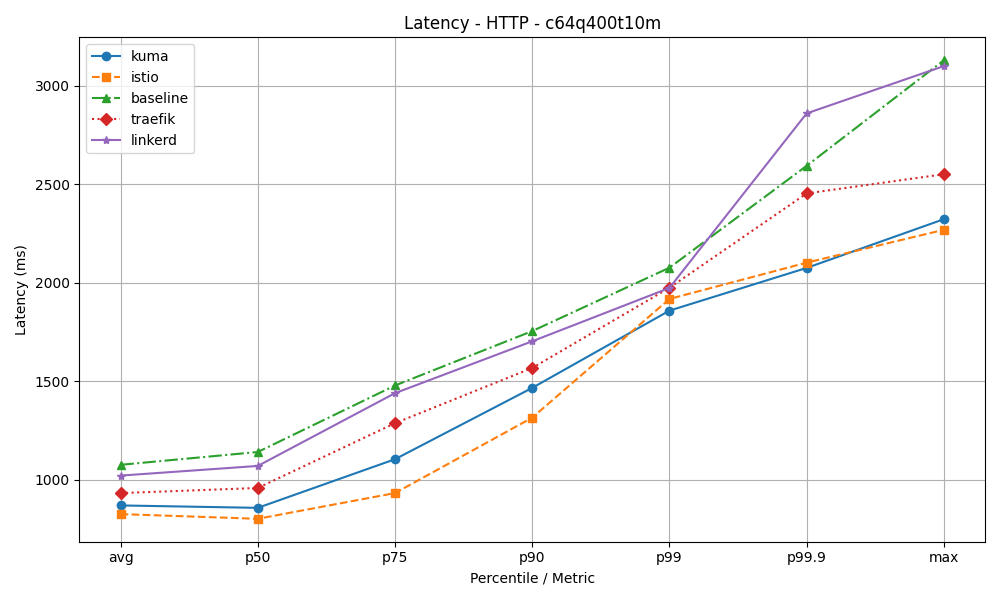 Latency - HTTP - c64q400t10m
kuma
istio
baseline
traefik
linkerd
3000
2500
2000
1500
1000
Latency (ms)
avg p50 p75 p90 p99 p99.9 max
Percentile / Metric